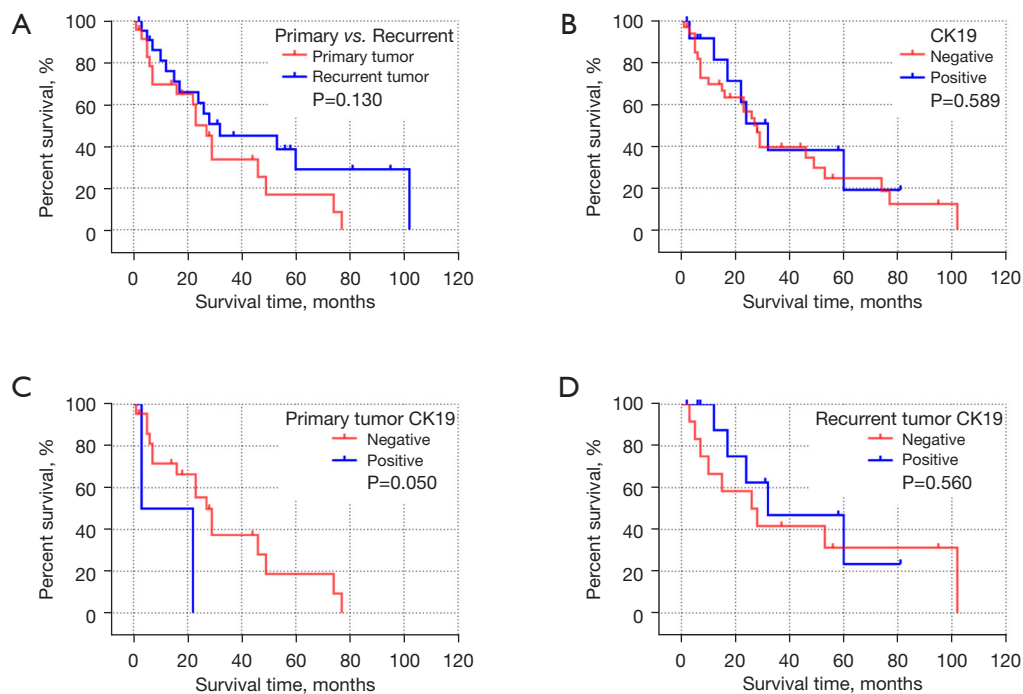 A
Primary vs. Recurrent
Primary tumor
Recurrent tumor
P=0.130
Percent survival, %
100
80
60
40
20
0
0 20 40 60 80 100 120
Survival time, months
B
CK19
Negative
Positive
P=0.589
Percent survival, %
100
80
60
40
20
0
0 20 40 60 80 100 120
Survival time, months
C
Primary tumor CK19
Negative
Positive
P=0.050
Percent survival, %
100
80
60
40
20
0
0 20 40 60 80 100 120
Survival time, months
D
Recurrent tumor CK19
Negative
Positive
P=0.560
Percent survival, %
100
80
60
40
20
0
0 20 40 60 80 100 120
Survival time, months